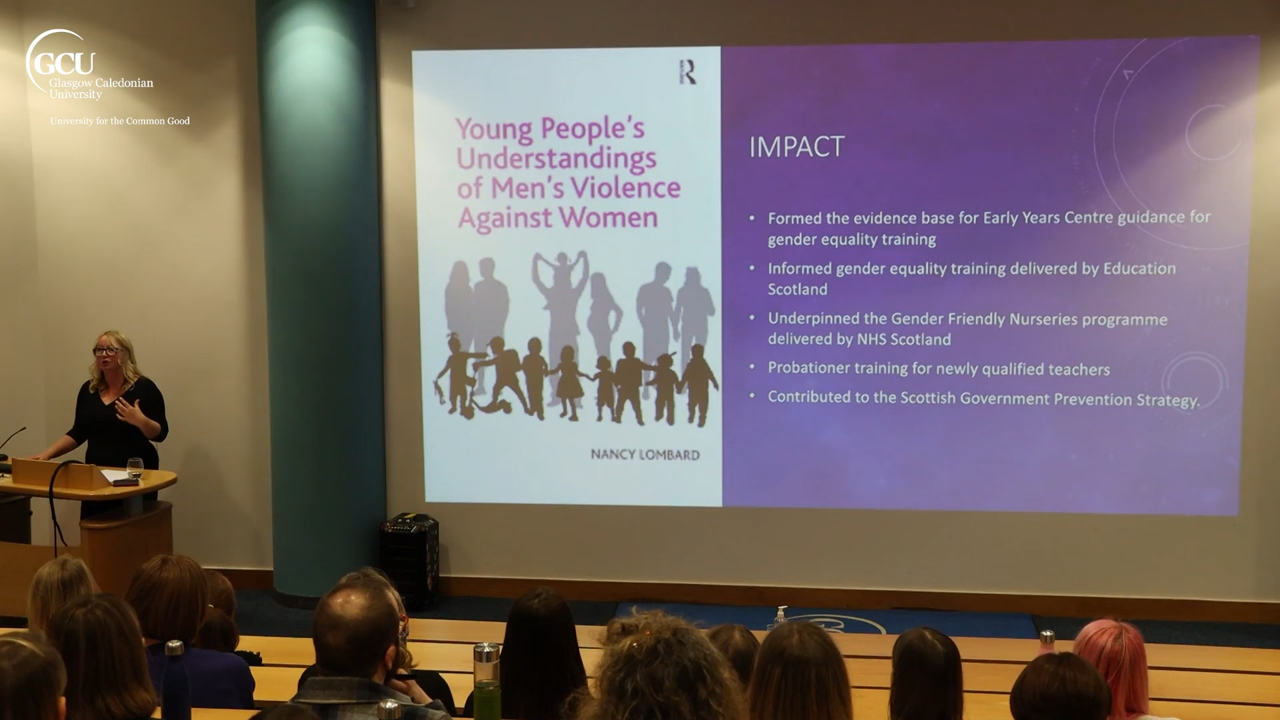 GCU
Glasgow Caledonian
University
University for the Common Good
R
Young People's
Understandings
of Men's Violence
Against Women
NANCY LOMBARD
IMPACT
• Formed the evidence base for Early Years Centre guidance for
gender equality training
• Informed gender equality training delivered by Education
Scotland
• Underpinned the Gender Friendly Nurseries programme
delivered by NHS Scotland
• Probationer training for newly qualified teachers
• Contributed to the Scottish Government Prevention Strategy.